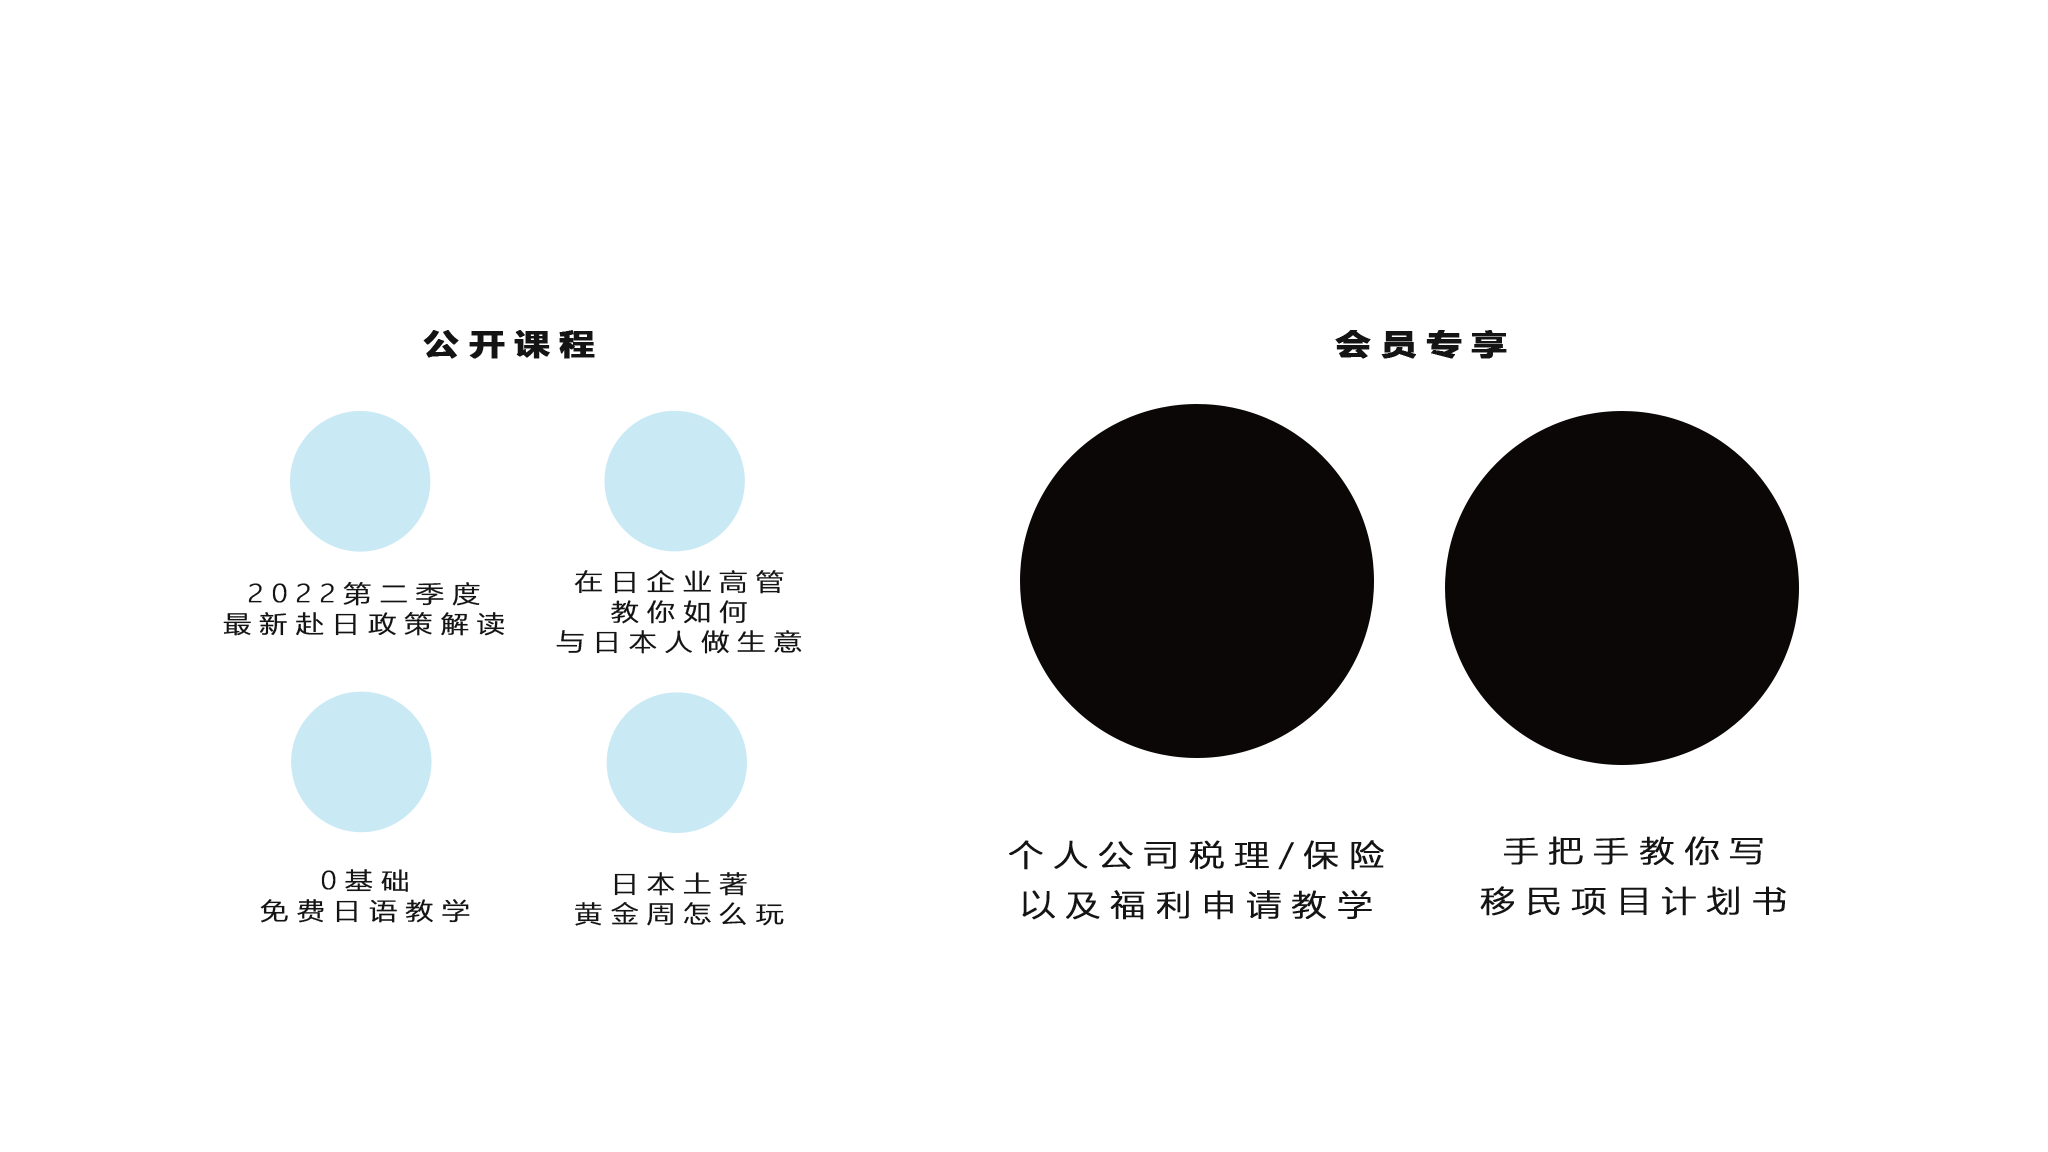 公开课程
2022第二季度
最新赴日政策解读
在日企业高管
教你如何
与日本人做生意
0基础
免费日语教学
日本土著
黄金周怎么玩
会员专享
个人公司税理/保险
以及福利申请教学
手把手教你写
移民项目计划书